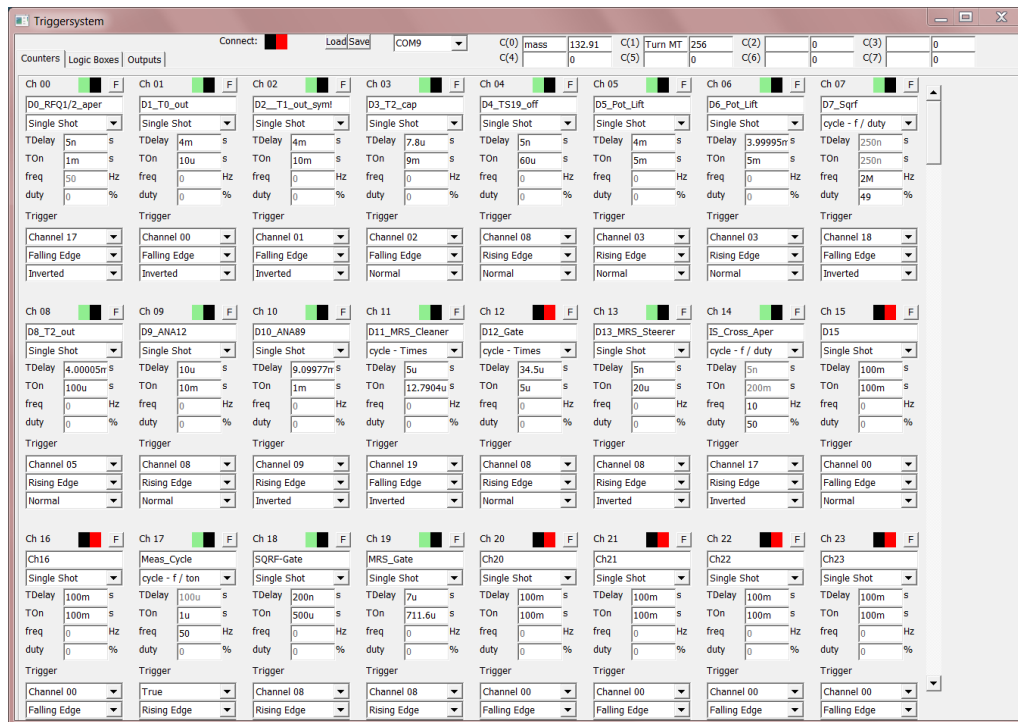 Triggersystem
Connect: Load Save COM9 C(0) mass 132.91 C(1) Turn MT 256 C(2) 0 C(3) 0
C(4) 0 C(5) 0 C(6) 0 C(7) 0
Counters Logic Boxes Outputs
Ch 00 F Ch 01 F Ch 02 F Ch 03 F Ch 04 F Ch 05 F Ch 06 F Ch 07 F
D0_RFQ1/2_aper D1_T0_out D2__T1_out_sym! D3_T2_cap D4_TS19_off D5_Pot_Lift D6_Pot_Lift D7_Sqrf
Single Shot Single Shot Single Shot Single Shot Single Shot Single Shot Single Shot cycle - f / duty
TDelay 5n s TDelay 4m s TDelay 4m s TDelay 7.8u s TDelay 5n s TDelay 4m s TDelay 3.99995m s TDelay 250n s
TOn 1m s TOn 10u s TOn 10m s TOn 9m s TOn 60u s TOn 5m s TOn 5m s TOn 250n s
freq 50 Hz freq 0 Hz freq 0 Hz freq 0 Hz freq 0 Hz freq 0 Hz freq 0 Hz freq 2M Hz
duty 0 % duty 0 % duty 0 % duty 0 % duty 0 % duty 0 % duty 0 % duty 49 %
Trigger Trigger Trigger Trigger Trigger Trigger Trigger Trigger
Channel 17 Channel 00 Channel 01 Channel 02 Channel 08 Channel 03 Channel 03 Channel 18
Falling Edge Falling Edge Falling Edge Falling Edge Rising Edge Rising Edge Rising Edge Falling Edge
Inverted Inverted Inverted Normal Normal Normal Normal Inverted
Ch 08 F Ch 09 F Ch 10 F Ch 11 F Ch 12 F Ch 13 F Ch 14 F Ch 15 F
D8_T2_out D9_ANA12 D10_ANA89 D11_MRS_Cleaner D12_Gate D13_MRS_Steerer IS_Cross_Aper D15
Single Shot Single Shot Single Shot cycle - Times cycle - Times Single Shot cycle - f / duty Single Shot
TDelay 4.00005m s TDelay 10u s TDelay 9.09977m s TDelay 5u s TDelay 34.5u s TDelay 5n s TDelay 5n s TDelay 100m s
TOn 100u s TOn 10m s TOn 1m s TOn 12.7904u s TOn 5u s TOn 20u s TOn 200m s TOn 100m s
freq 0 Hz freq 0 Hz freq 0 Hz freq 0 Hz freq 0 Hz freq 0 Hz freq 10 Hz freq 0 Hz
duty 0 % duty 0 % duty 0 % duty 0 % duty 0 % duty 0 % duty 50 % duty 0 %
Trigger Trigger Trigger Trigger Trigger Trigger Trigger Trigger
Channel 05 Channel 08 Channel 09 Channel 19 Channel 08 Channel 08 Channel 17 Channel 00
Rising Edge Rising Edge Rising Edge Falling Edge Rising Edge Rising Edge Rising Edge Falling Edge
Normal Normal Inverted Inverted Normal Inverted Inverted Normal
Ch 16 F Ch 17 F Ch 18 F Ch 19 F Ch 20 F Ch 21 F Ch 22 F Ch 23 F
Ch16 Meas_Cycle SQRF-Gate MRS_Gate Ch20 Ch21 Ch22 Ch23
Single Shot cycle - f / ton Single Shot Single Shot Single Shot Single Shot Single Shot Single Shot
TDelay 100m s TDelay 100u s TDelay 200n s TDelay 7u s TDelay 100m s TDelay 100m s TDelay 100m s TDelay 100m s
TOn 100m s TOn 1u s TOn 500u s TOn 711.6u s TOn 100m s TOn 100m s TOn 100m s TOn 100m s
freq 0 Hz freq 50 Hz freq 0 Hz freq 0 Hz freq 0 Hz freq 0 Hz freq 0 Hz freq 0 Hz
duty 0 % duty 0 % duty 0 % duty 0 % duty 0 % duty 0 % duty 0 % duty 0 %
Trigger Trigger Trigger Trigger Trigger Trigger Trigger Trigger
Channel 00 True Channel 08 Channel 08 Channel 00 Channel 00 Channel 00 Channel 00
Falling Edge Rising Edge Rising Edge Rising Edge Falling Edge Falling Edge Falling Edge Falling Edge